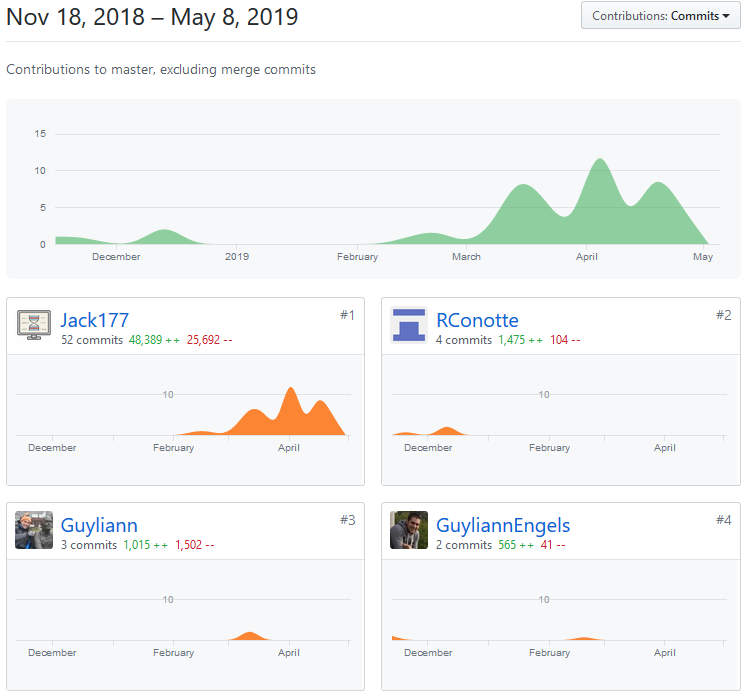 Nov 18, 2018 – May 8, 2019
Contributions: Commits
Contributions to master, excluding merge commits
15
10
5
0
December 2019 February March April May
Jack177 #1
52 commits 48,389 ++ 25,692 --
10
December February April
RConotte #2
4 commits 1,475 ++ 104 --
10
December February April
Guyliann #3
3 commits 1,015 ++ 1,502 --
10
December February April
GuyliannEngels #4
2 commits 565 ++ 41 --
10
December February April